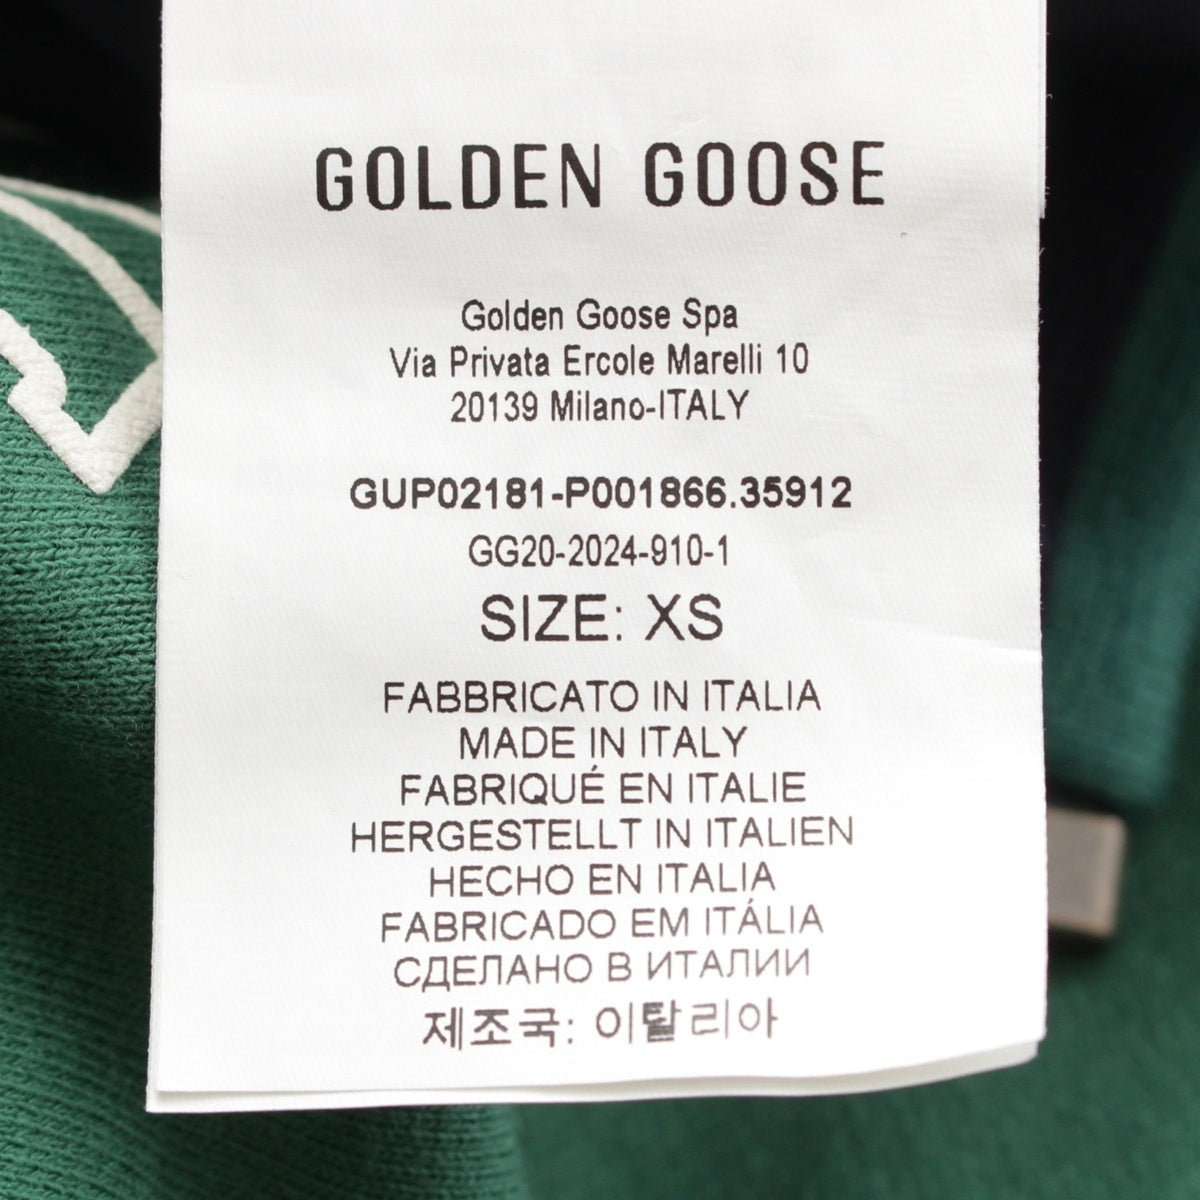 GOLDEN GOOSE
Golden Goose Spa
Via Privata Ercole Marelli 10
20139 Milano-ITALY
GUP02181-P001866.35912
GG20-2024-910-1
SIZE: XS
FABBRICATO IN ITALIA
MADE IN ITALY
FABRIQUÉ EN ITALIE
HERGESTELLT IN ITALIEN
HECHO EN ITALIA
FABRICADO EM ITÁLIA
СДЕЛАНО В ИТАЛИИ
제조국: 이탈리아